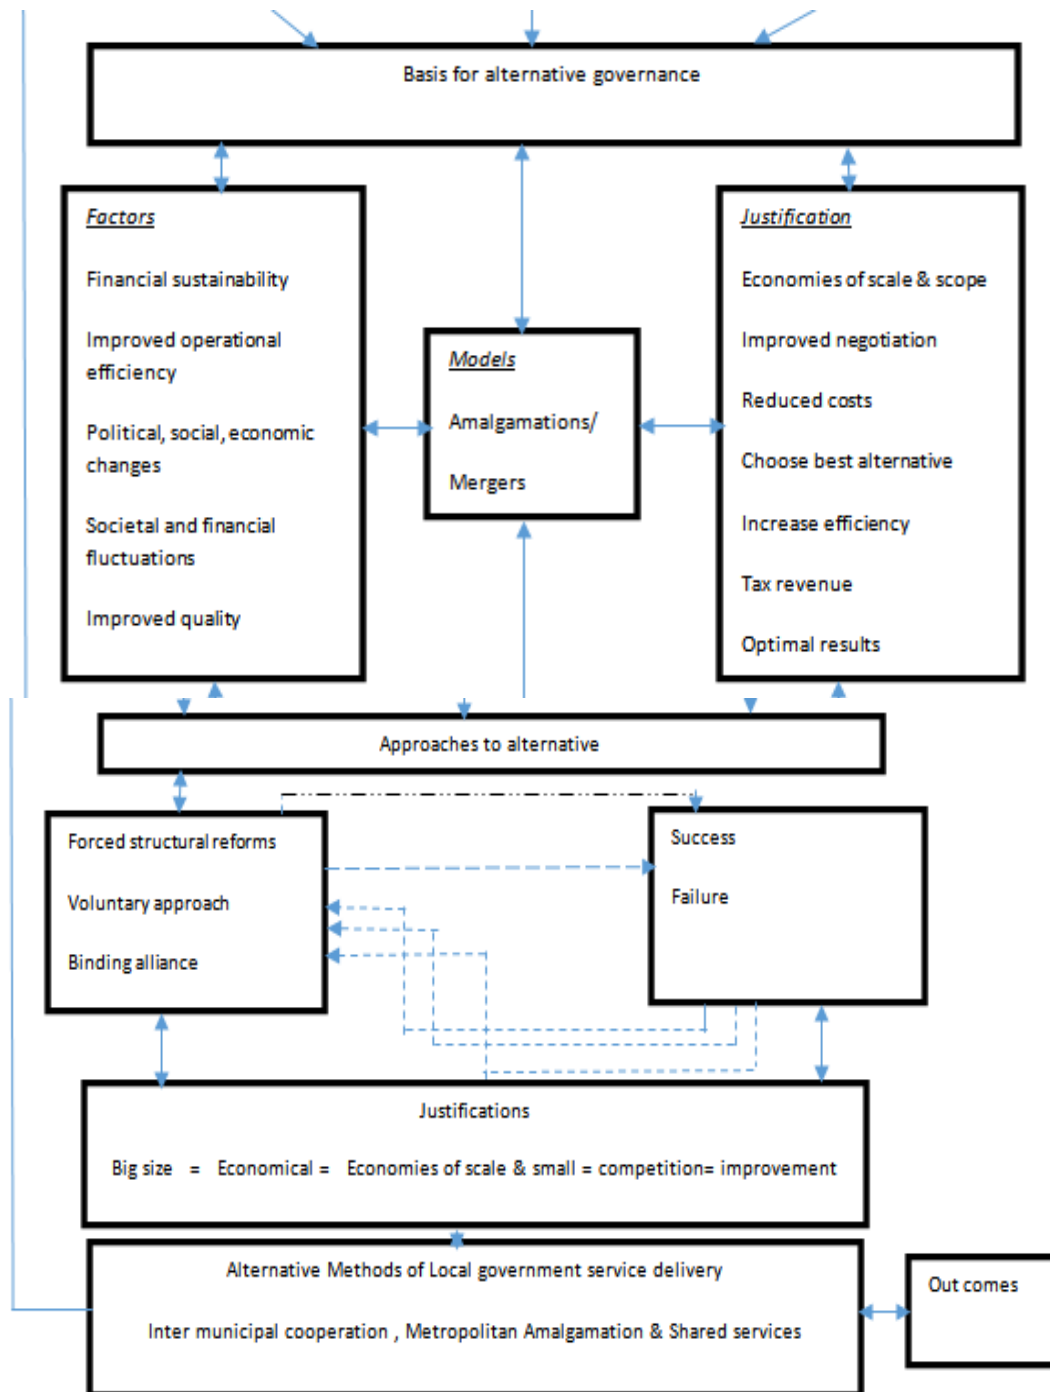 Basis for alternative governance
Factors
Financial sustainability
Improved operational
efficiency
Political, social, economic
changes
Societal and financial
fluctuations
Improved quality
Models
Amalgamations/
Mergers
Justification
Economies of scale & scope
Improved negotiation
Reduced costs
Choose best alternative
Increase efficiency
Tax revenue
Optimal results
Approaches to alternative
Forced structural reforms
Voluntary approach
Binding alliance
Success
Failure
Justifications
Big size = Economical = Economies of scale & small = competition= improvement
Alternative Methods of Local government service delivery
Inter municipal cooperation , Metropolitan Amalgamation & Shared services
Out comes